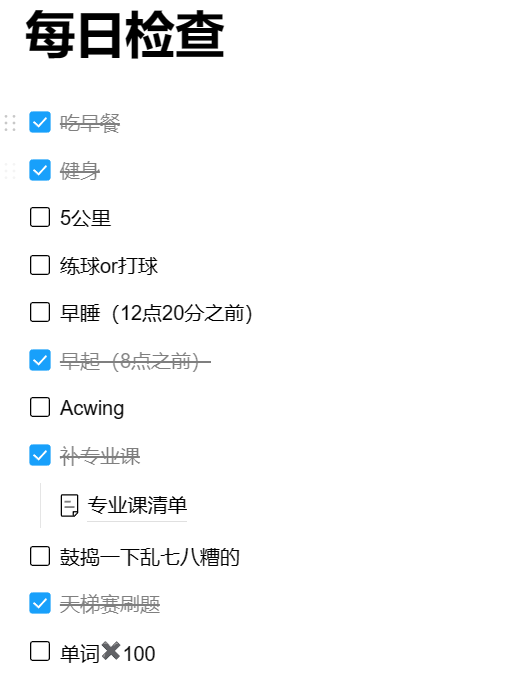 每日检查
吃早餐
健身
5公里
练球or打球
早睡（12点20分之前）
早起（8点之前）
Acwing
补专业课
专业课清单
鼓捣一下乱七八糟的
天梯赛刷题
单词✖100